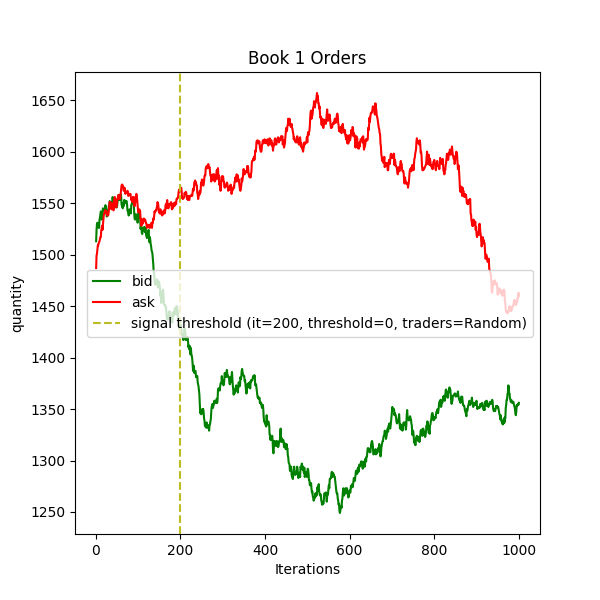 Book 1 Orders
1650
1600
1550
1500
1450
1400
1350
1300
1250
quantity
bid
ask
signal threshold (it=200, threshold=0, traders=Random)
0 200 400 600 800 1000
Iterations